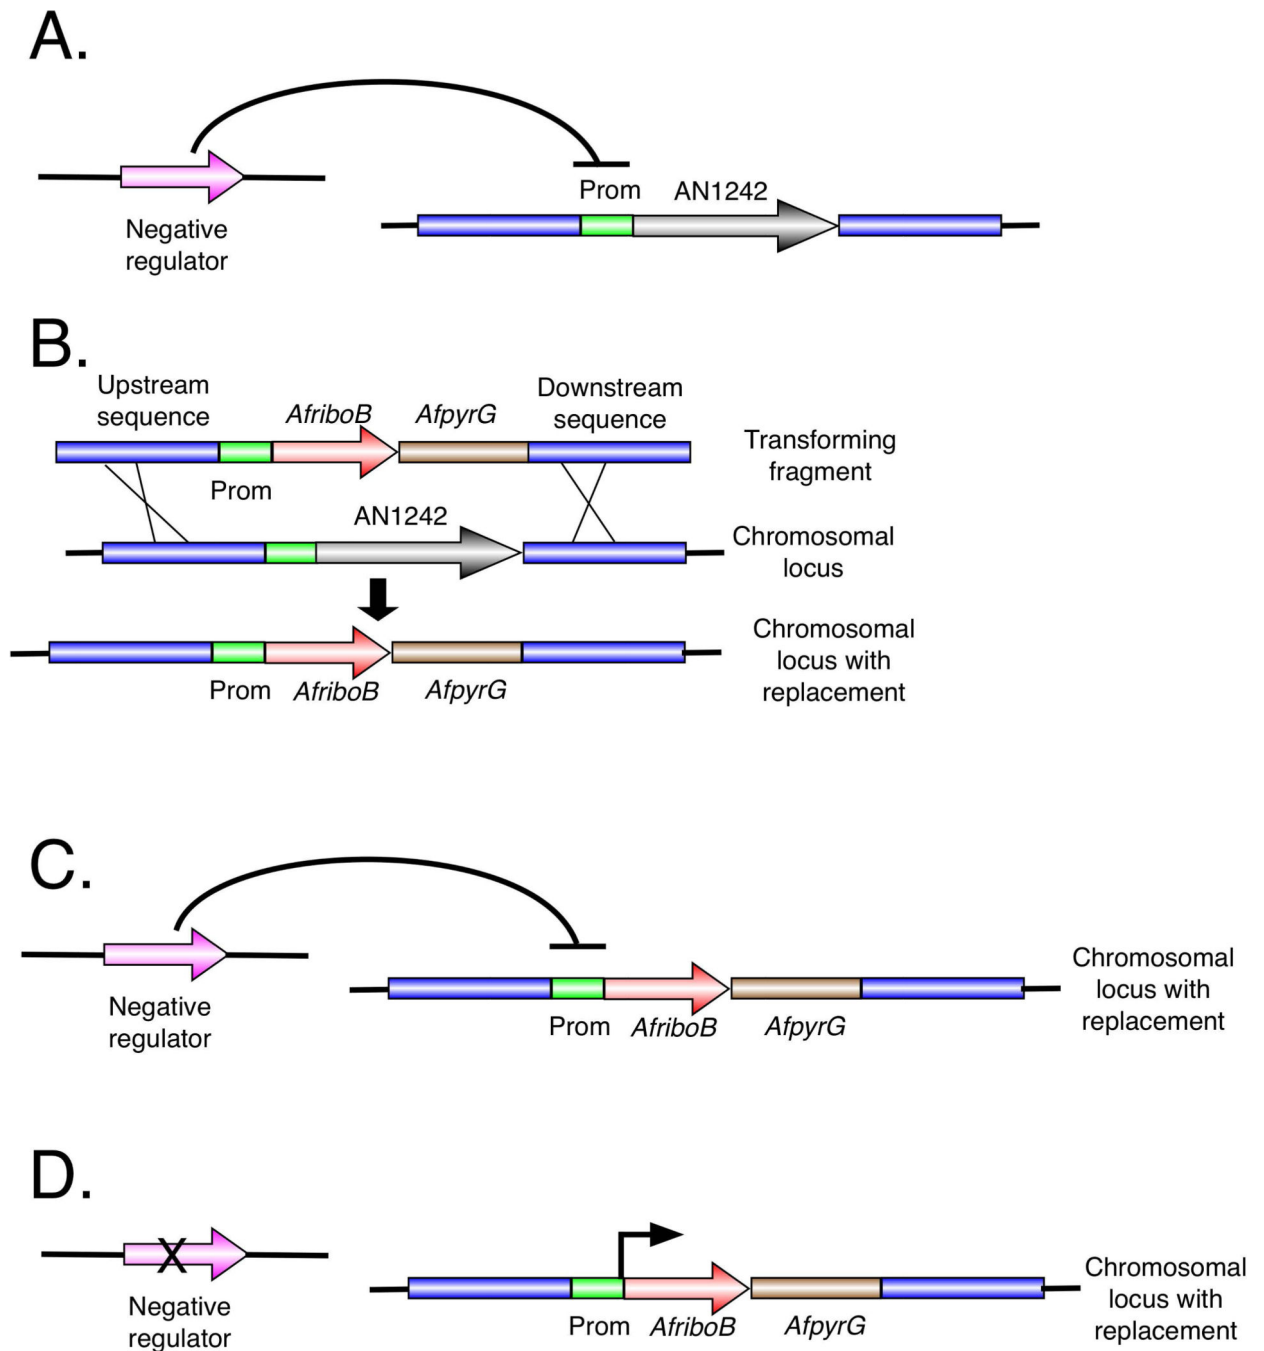 A.
Prom
AN1242
Negative
regulator
B.
Upstream
sequence
AfriboB
AfpyrG
Downstream
sequence
Transforming
fragment
Prom
AN1242
Chromosomal
locus
Chromosomal
locus with
replacement
Prom
AfriboB
AfpyrG
C.
Negative
regulator
Prom
AfriboB
AfpyrG
Chromosomal
locus with
replacement
D.
X
Negative
regulator
Prom
AfriboB
AfpyrG
Chromosomal
locus with
replacement